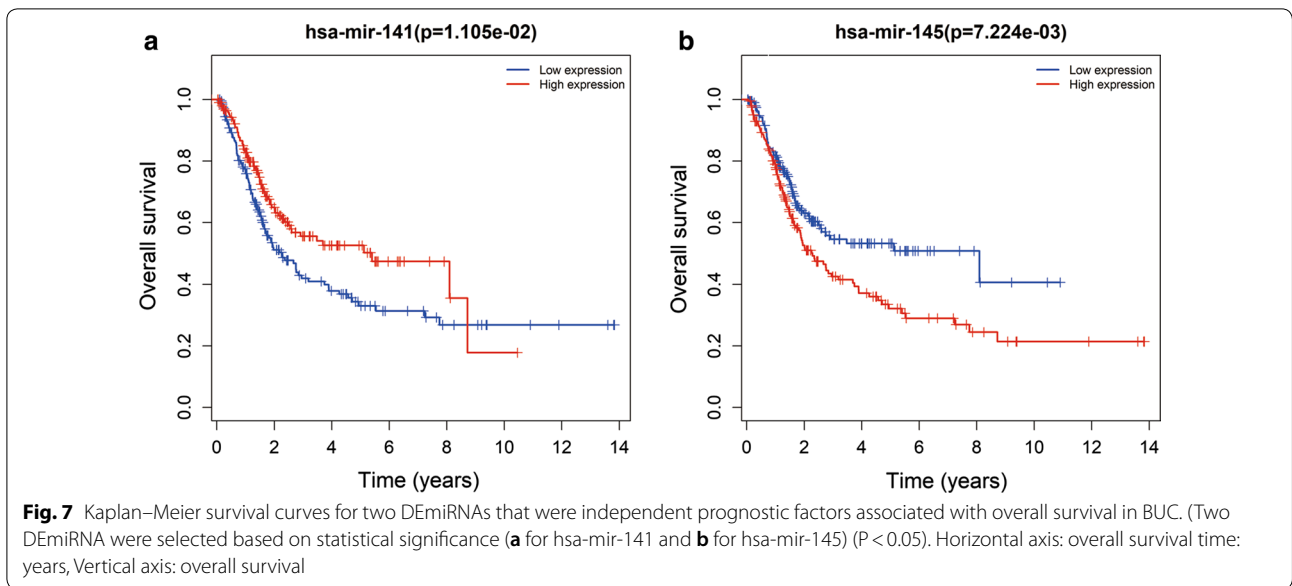 a
hsa-mir-141(p=1.105e-02)
Low expression
High expression
Overall survival
1.0
0.8
0.6
0.4
0.2
0.0
0 2 4 6 8 10 12 14
Time (years)
b
hsa-mir-145(p=7.224e-03)
Low expression
High expression
Overall survival
1.0
0.8
0.6
0.4
0.2
0.0
0 2 4 6 8 10 12 14
Time (years)
Fig. 7 Kaplan–Meier survival curves for two DEmiRNAs that were independent prognostic factors associated with overall survival in BUC. (Two
DEmiRNA were selected based on statistical significance (a for hsa-mir-141 and b for hsa-mir-145) (P < 0.05). Horizontal axis: overall survival time:
years, Vertical axis: overall survival